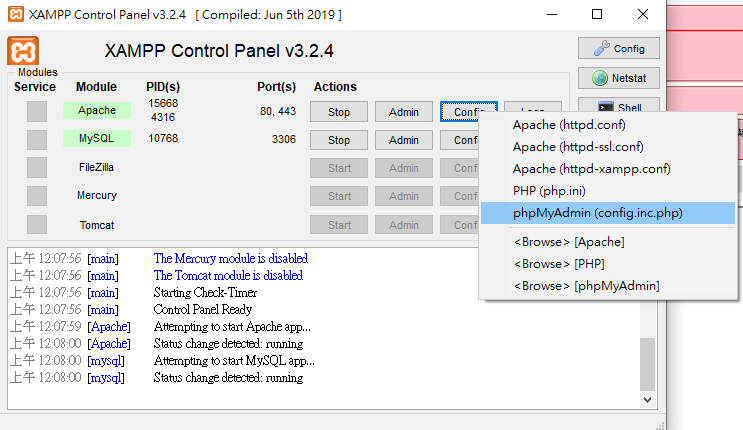 XAMPP Control Panel v3.2.4 [ Compiled: Jun 5th 2019 ]
XAMPP Control Panel v3.2.4
Config
Netstat
Shell
Modules
Service Module PID(s) Port(s) Actions
Apache 15668 4316 80, 443 Stop Admin Config Logs
MySQL 10768 3306 Stop Admin
FileZilla Start Admin
Mercury Start Admin
Tomcat Start Admin
Apache (httpd.conf)
Apache (httpd-ssl.conf)
Apache (httpd-xampp.conf)
PHP (php.ini)
phpMyAdmin (config.inc.php)
<Browse> [Apache]
<Browse> [PHP]
<Browse> [phpMyAdmin]
上午 12:07:56 [main] The Mercury module is disabled
上午 12:07:56 [main] The Tomcat module is disabled
上午 12:07:56 [main] Starting Check-Timer
上午 12:07:56 [main] Control Panel Ready
上午 12:07:59 [Apache] Attempting to start Apache app...
上午 12:08:00 [Apache] Status change detected: running
上午 12:08:00 [mysql] Attempting to start MySQL app...
上午 12:08:00 [mysql] Status change detected: running